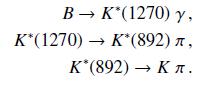 B → K*(1270) γ ,
K*(1270) → K*(892) π ,
K*(892) → K π .